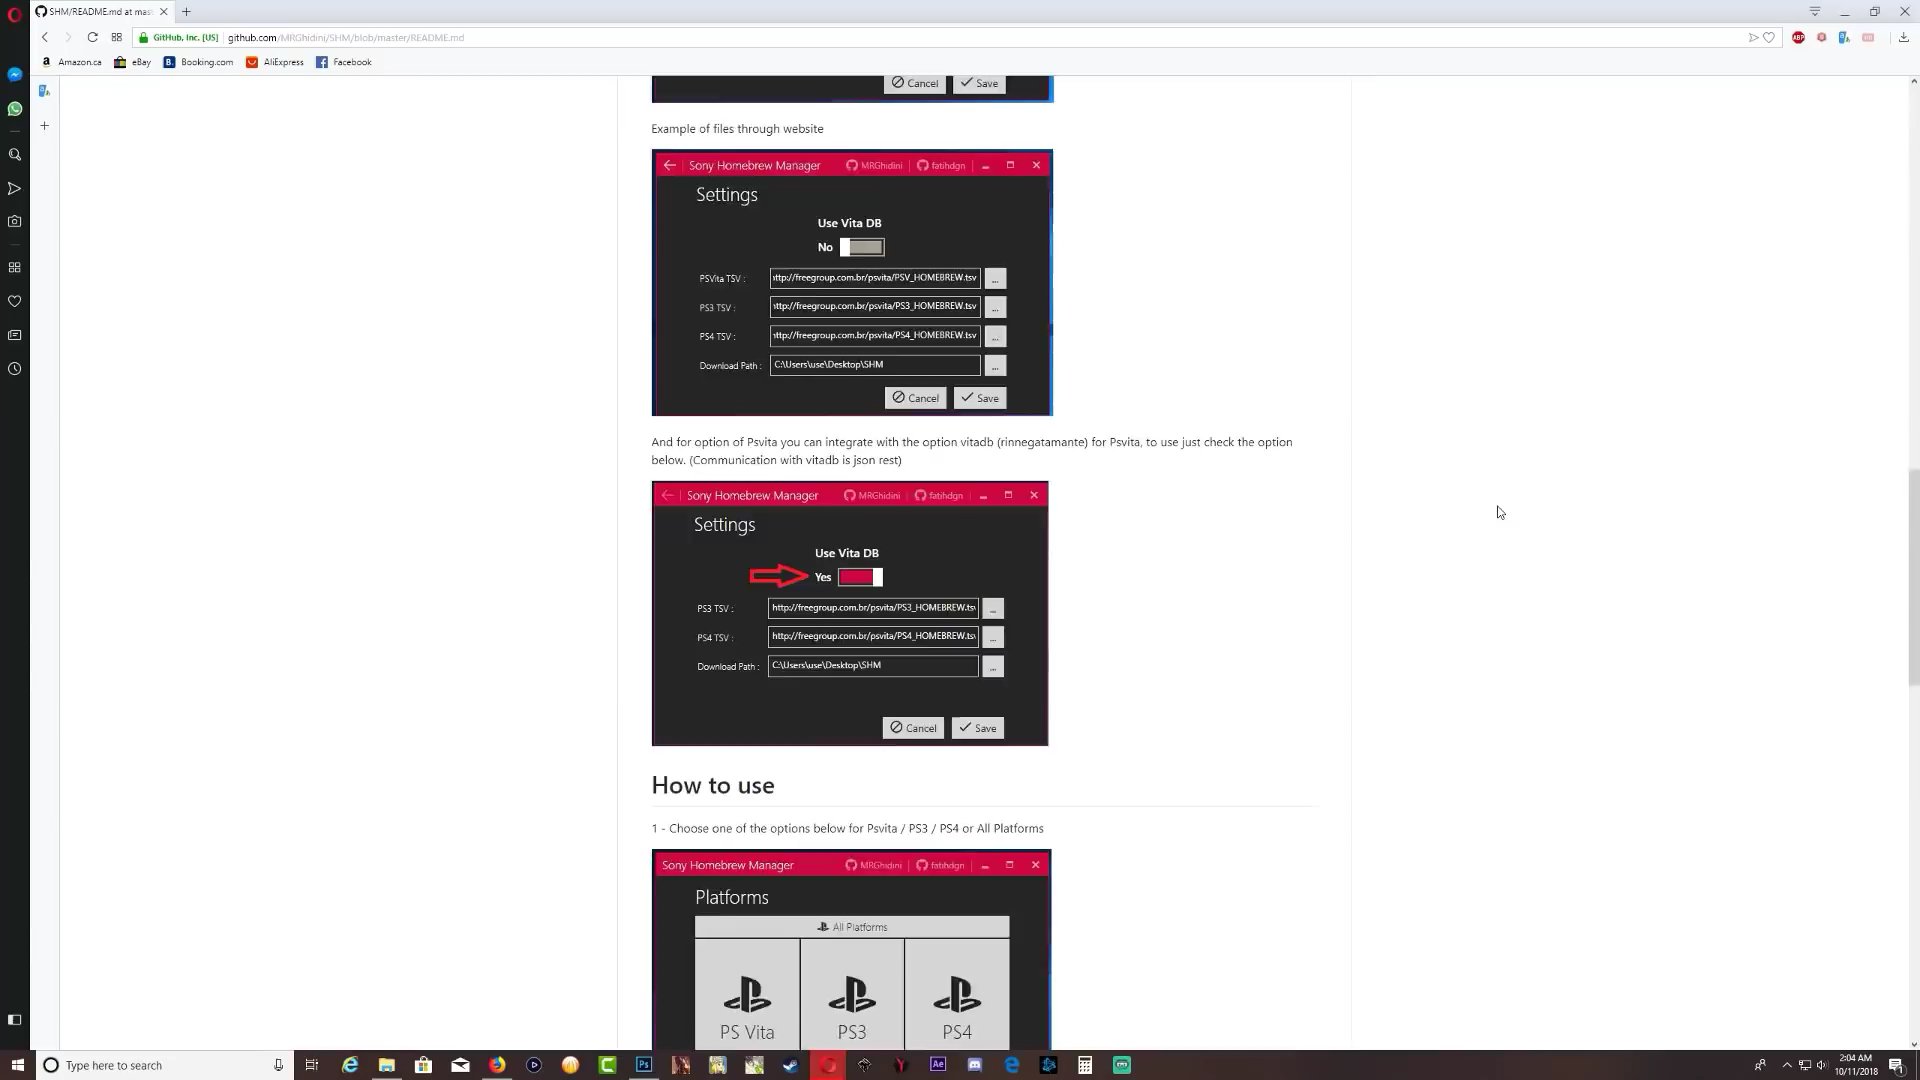 SHM/README.md at mast
GitHub, Inc. [US] github.com/MRGhidini/SHM/blob/master/README.md
ABP
Amazon.ca eBay Booking.com AliExpress Facebook
Cancel Save
Example of files through website
Sony Homebrew Manager MRGhidini fatihdgn
Settings
Use Vita DB
No
PSVita TSV : ttp://freegroup.com.br/psvita/PSV_HOMEBREW.tsv ...
PS3 TSV : ttp://freegroup.com.br/psvita/PS3_HOMEBREW.tsv ...
PS4 TSV : ttp://freegroup.com.br/psvita/PS4_HOMEBREW.tsv ...
Download Path : C:\Users\use\Desktop\SHM ...
Cancel Save
And for option of Psvita you can integrate with the option vitadb (rinnegatamante) for Psvita, to use just check the option
below. (Communication with vitadb is json rest)
Sony Homebrew Manager MRGhidini fatihdgn
Settings
Use Vita DB
Yes
PS3 TSV : http://freegroup.com.br/psvita/PS3_HOMEBREW.ts ...
PS4 TSV : http://freegroup.com.br/psvita/PS4_HOMEBREW.ts ...
Download Path : C:\Users\use\Desktop\SHM ...
Cancel Save
How to use
1 - Choose one of the options below for Psvita / PS3 / PS4 or All Platforms
Sony Homebrew Manager MRGhidini fatihdgn
Platforms
All Platforms
PS Vita PS3 PS4
Type here to search
Ps
Ae
2:04 AM
10/11/2018